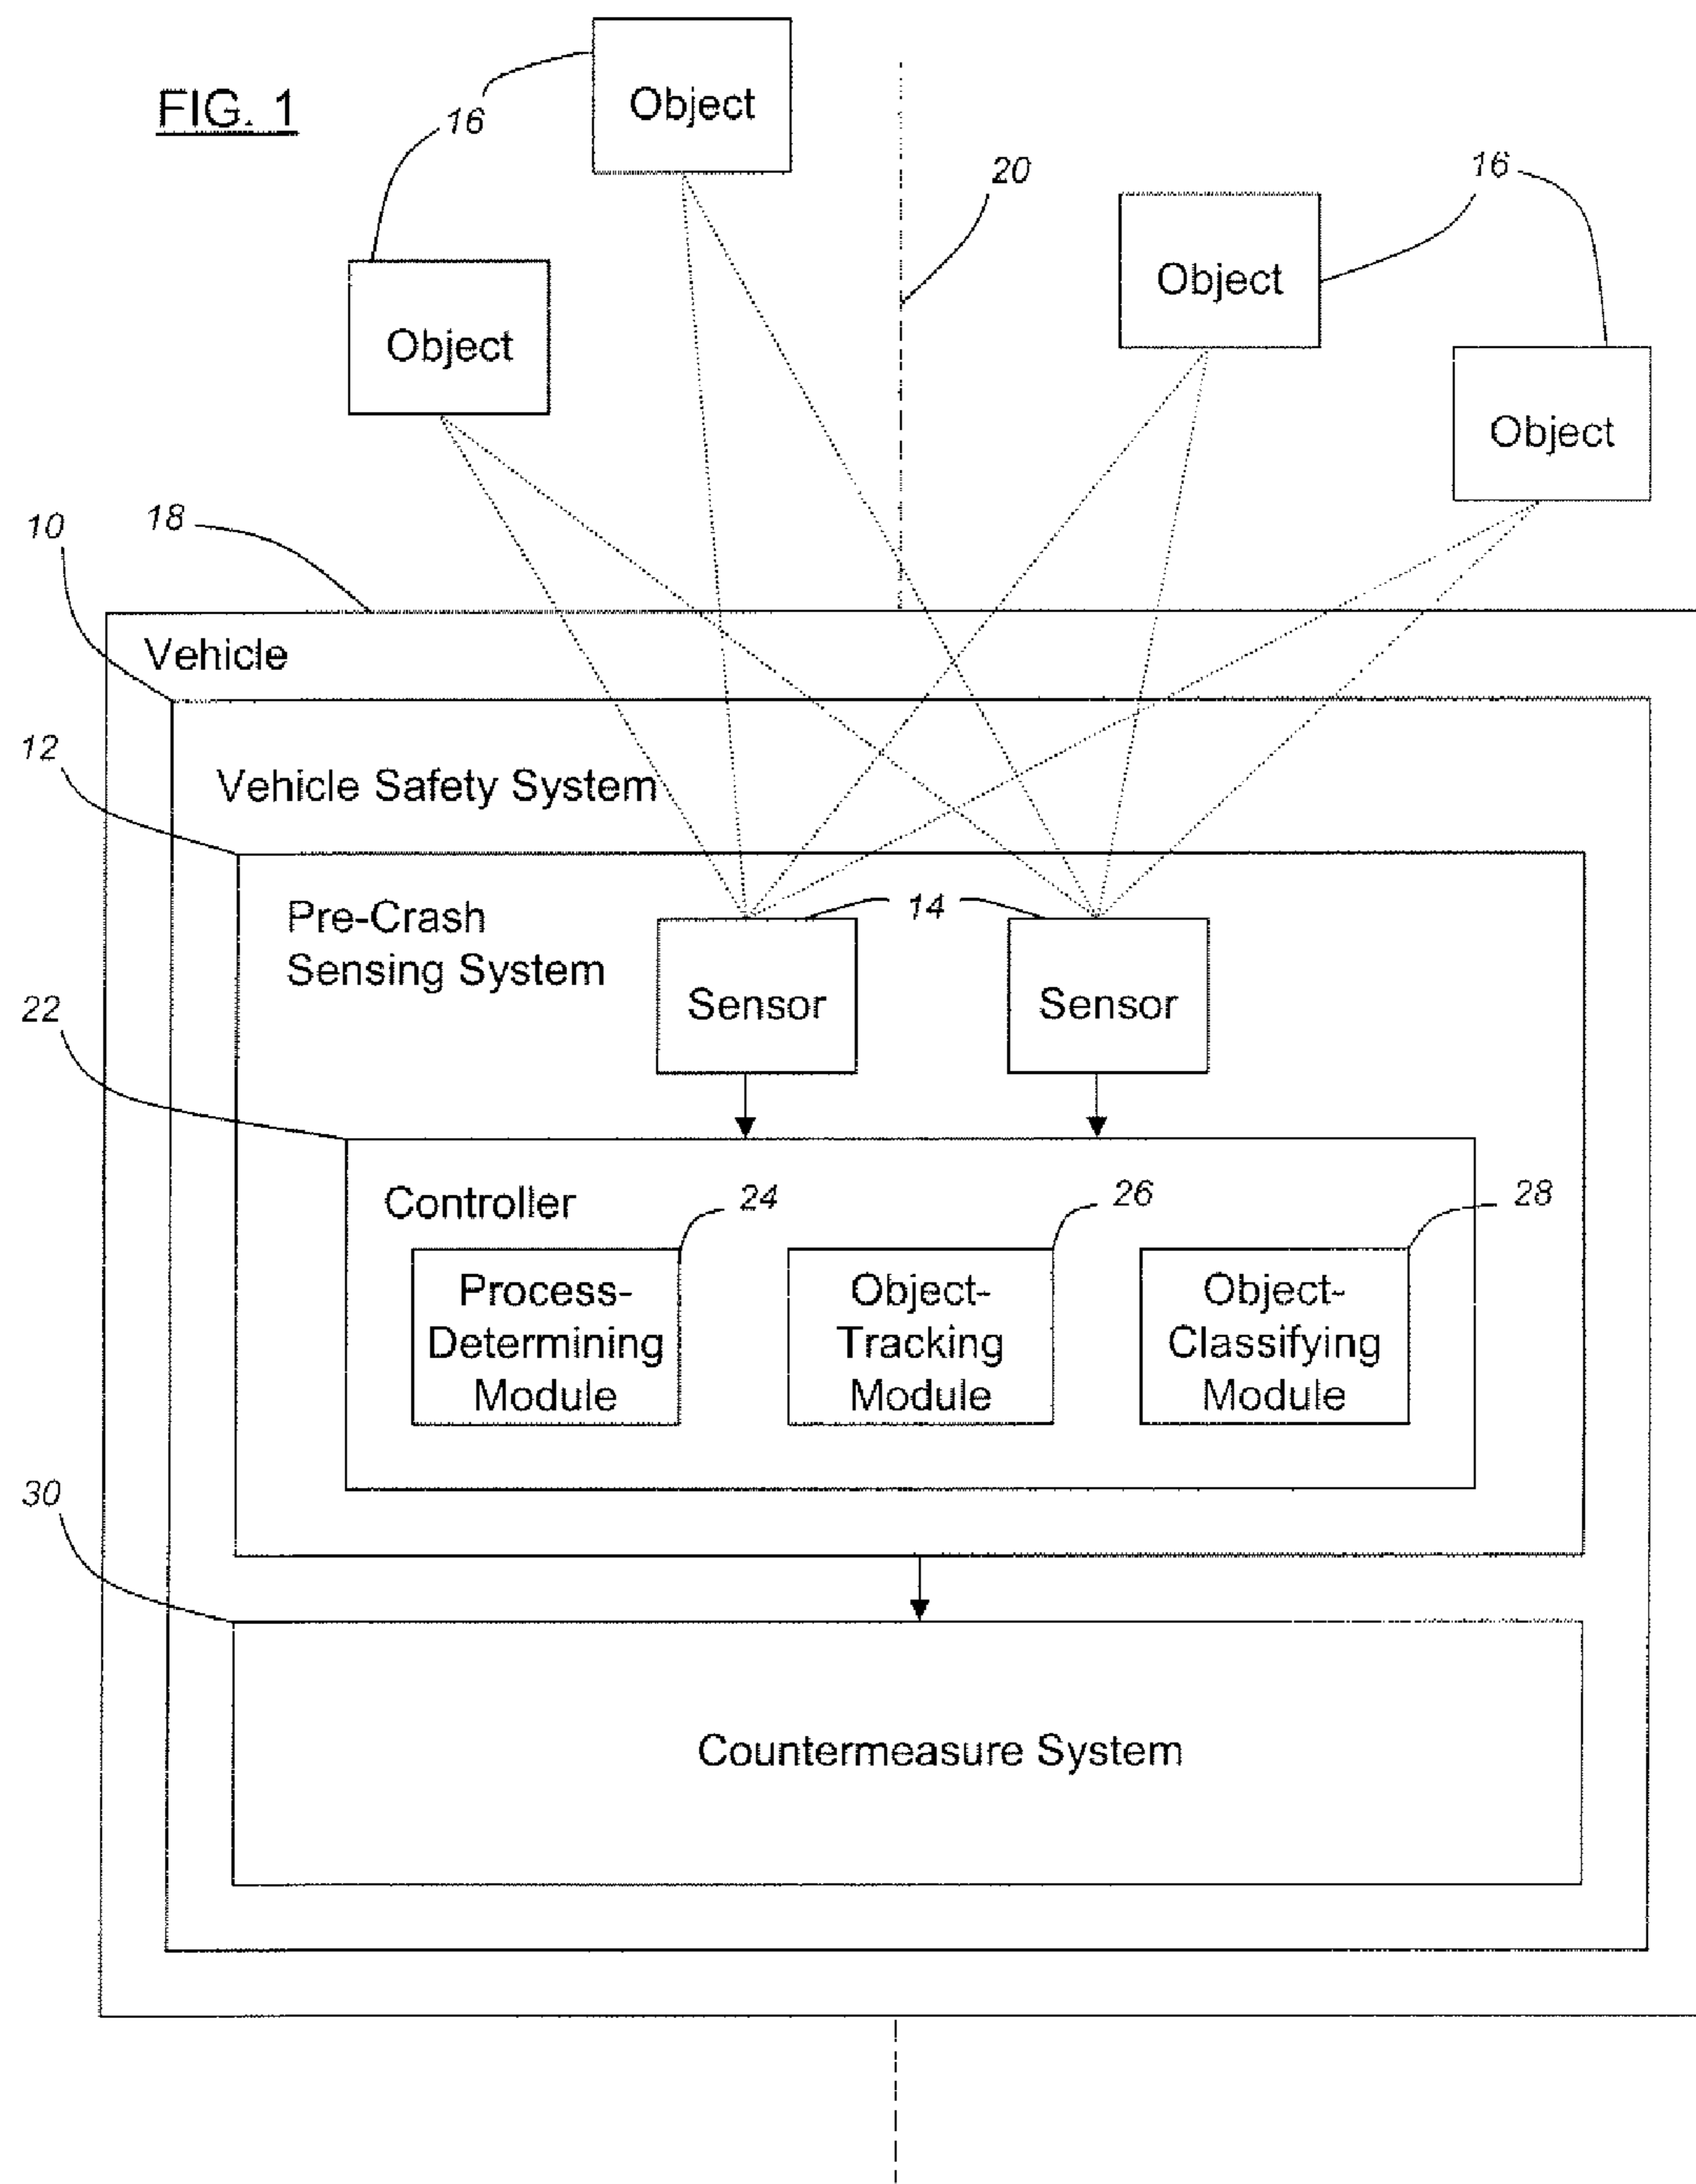 FIG. 1
Object
16
20
16
Object
Object
Object
10
18
Vehicle
12
Vehicle Safety System
14
Pre-Crash
Sensing System
Sensor
Sensor
22
Controller
24
26
28
Process-
Determining
Module
Object-
Tracking
Module
Object-
Classifying
Module
30
Countermeasure System